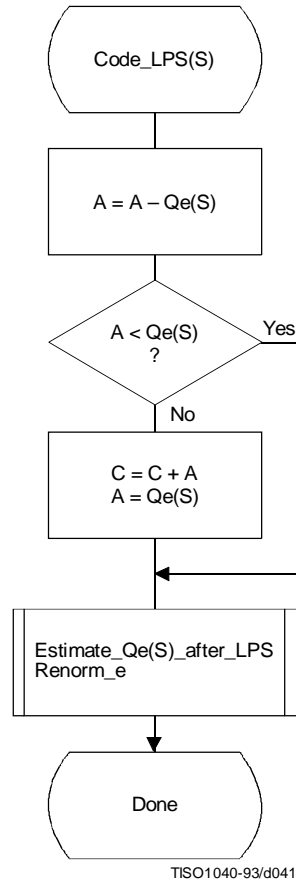 Code_LPS(S)
A = A – Qe(S)
A < Qe(S)
?
Yes
No
C = C + A
A = Qe(S)
Estimate_Qe(S)_after_LPS
Renorm_e
Done
TISO1040-93/d041